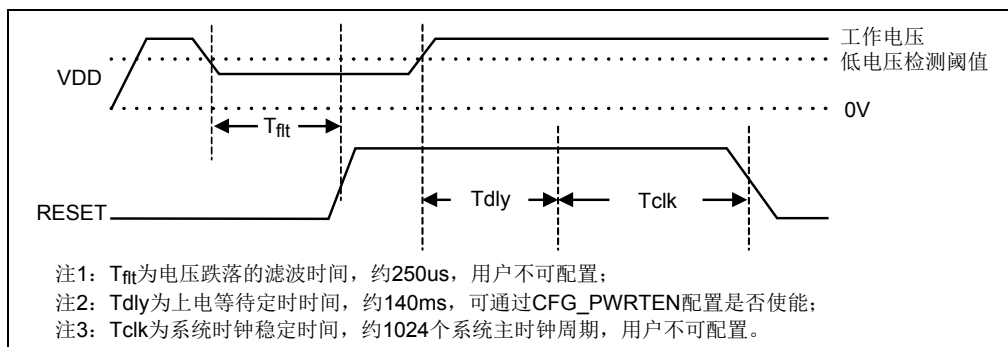 工作电压
VDD
低电压检测阈值
0V
Tflt
RESET
Tdly
Tclk
注1：Tflt为电压跌落的滤波时间，约250us，用户不可配置；
注2：Tdly为上电等待定时时间，约140ms，可通过CFG_PWRTEN配置是否使能；
注3：Tclk为系统时钟稳定时间，约1024个系统主时钟周期，用户不可配置。